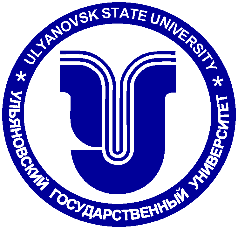 ULYANOVSK STATE UNIVERSITY
УЛЬЯНОВСКИЙ ГОСУДАРСТВЕННЫЙ УНИВЕРСИТЕТ